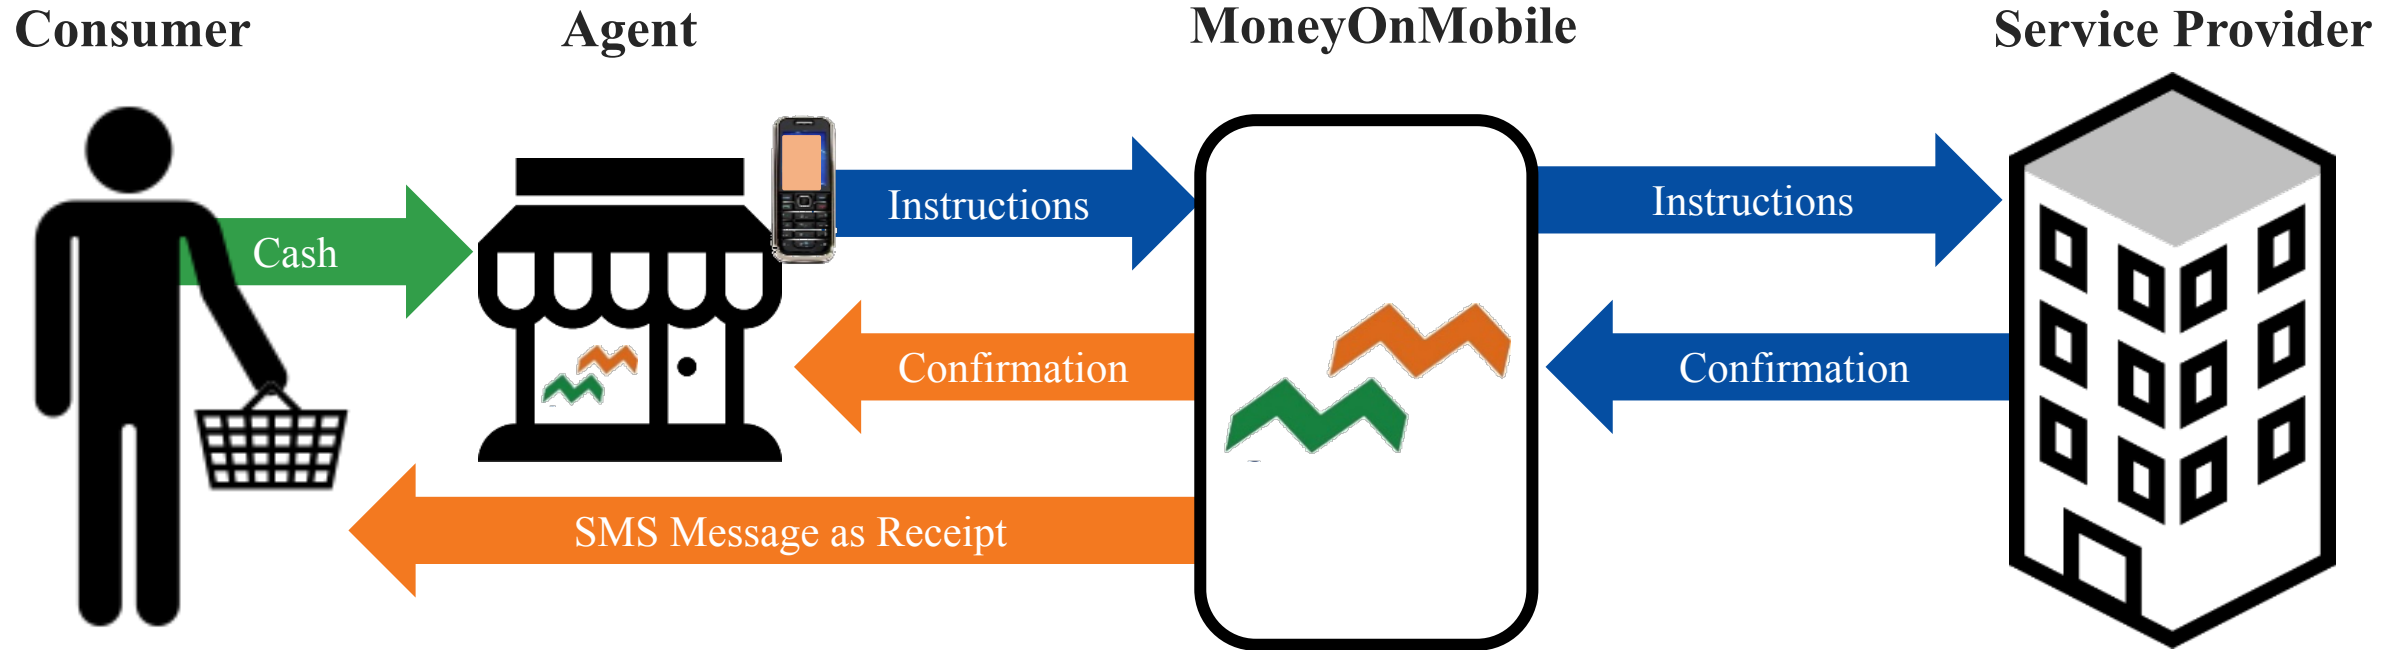 Consumer
Agent
MoneyOnMobile
Service Provider
Cash
Instructions
Instructions
Confirmation
Confirmation
SMS Message as Receipt